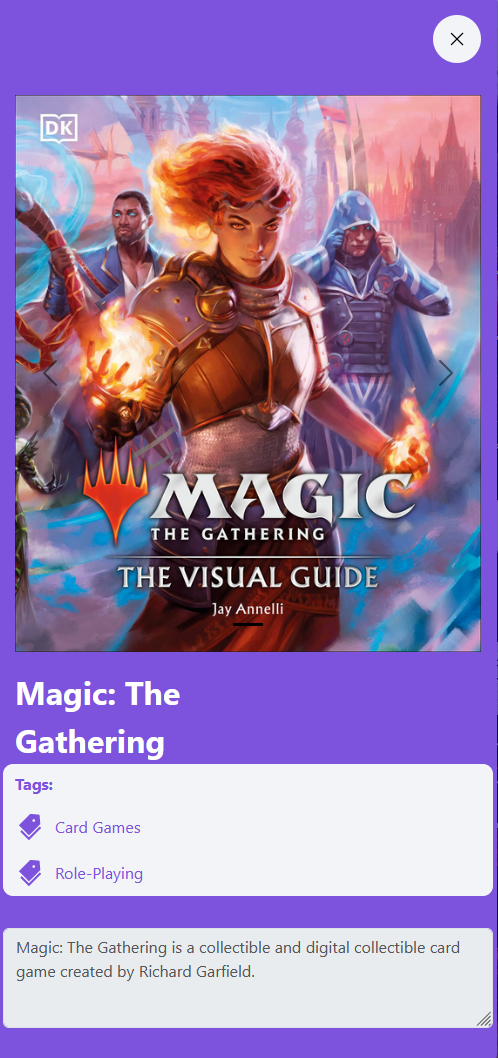 DK
MAGIC
THE GATHERING
THE VISUAL GUIDE
Jay Annelli
Magic: The
Gathering
Tags:
Card Games
Role-Playing
Magic: The Gathering is a collectible and digital collectible card
game created by Richard Garfield.